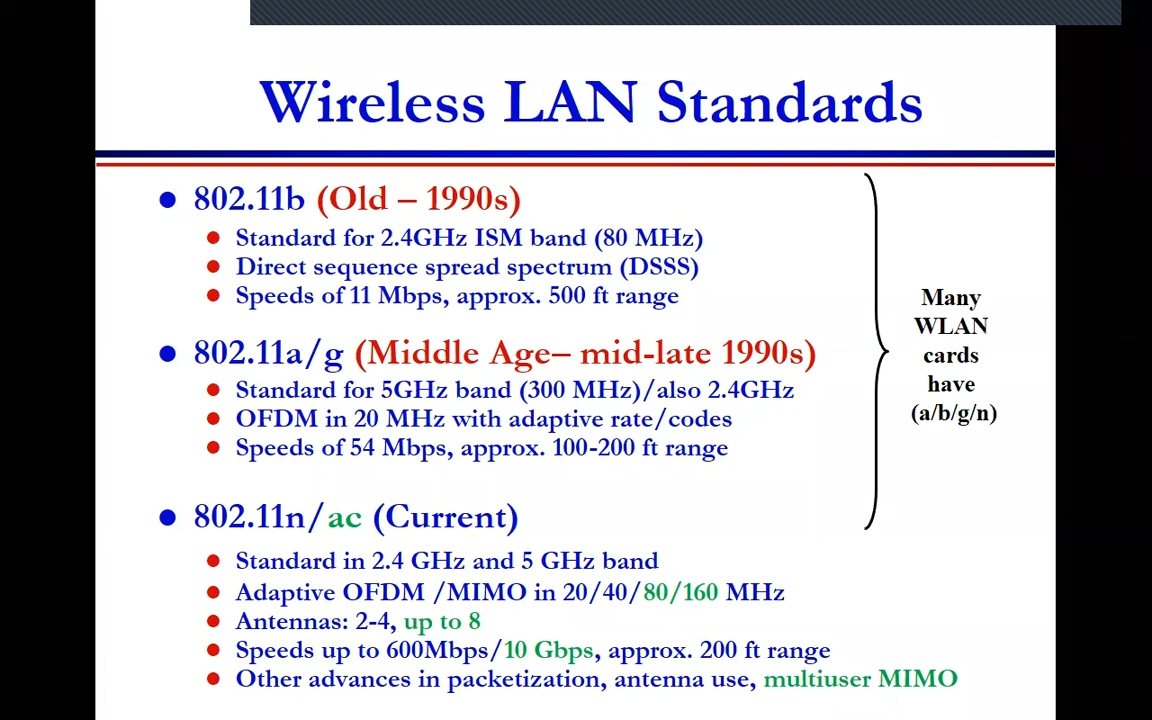 Wireless LAN Standards
802.11b (Old – 1990s)
Standard for 2.4GHz ISM band (80 MHz)
Direct sequence spread spectrum (DSSS)
Speeds of 11 Mbps, approx. 500 ft range
802.11a/g (Middle Age– mid-late 1990s)
Standard for 5GHz band (300 MHz)/also 2.4GHz
OFDM in 20 MHz with adaptive rate/codes
Speeds of 54 Mbps, approx. 100-200 ft range
802.11n/ac (Current)
Standard in 2.4 GHz and 5 GHz band
Adaptive OFDM /MIMO in 20/40/80/160 MHz
Antennas: 2-4, up to 8
Speeds up to 600Mbps/10 Gbps, approx. 200 ft range
Other advances in packetization, antenna use, multiuser MIMO
Many
WLAN
cards
have
(a/b/g/n)